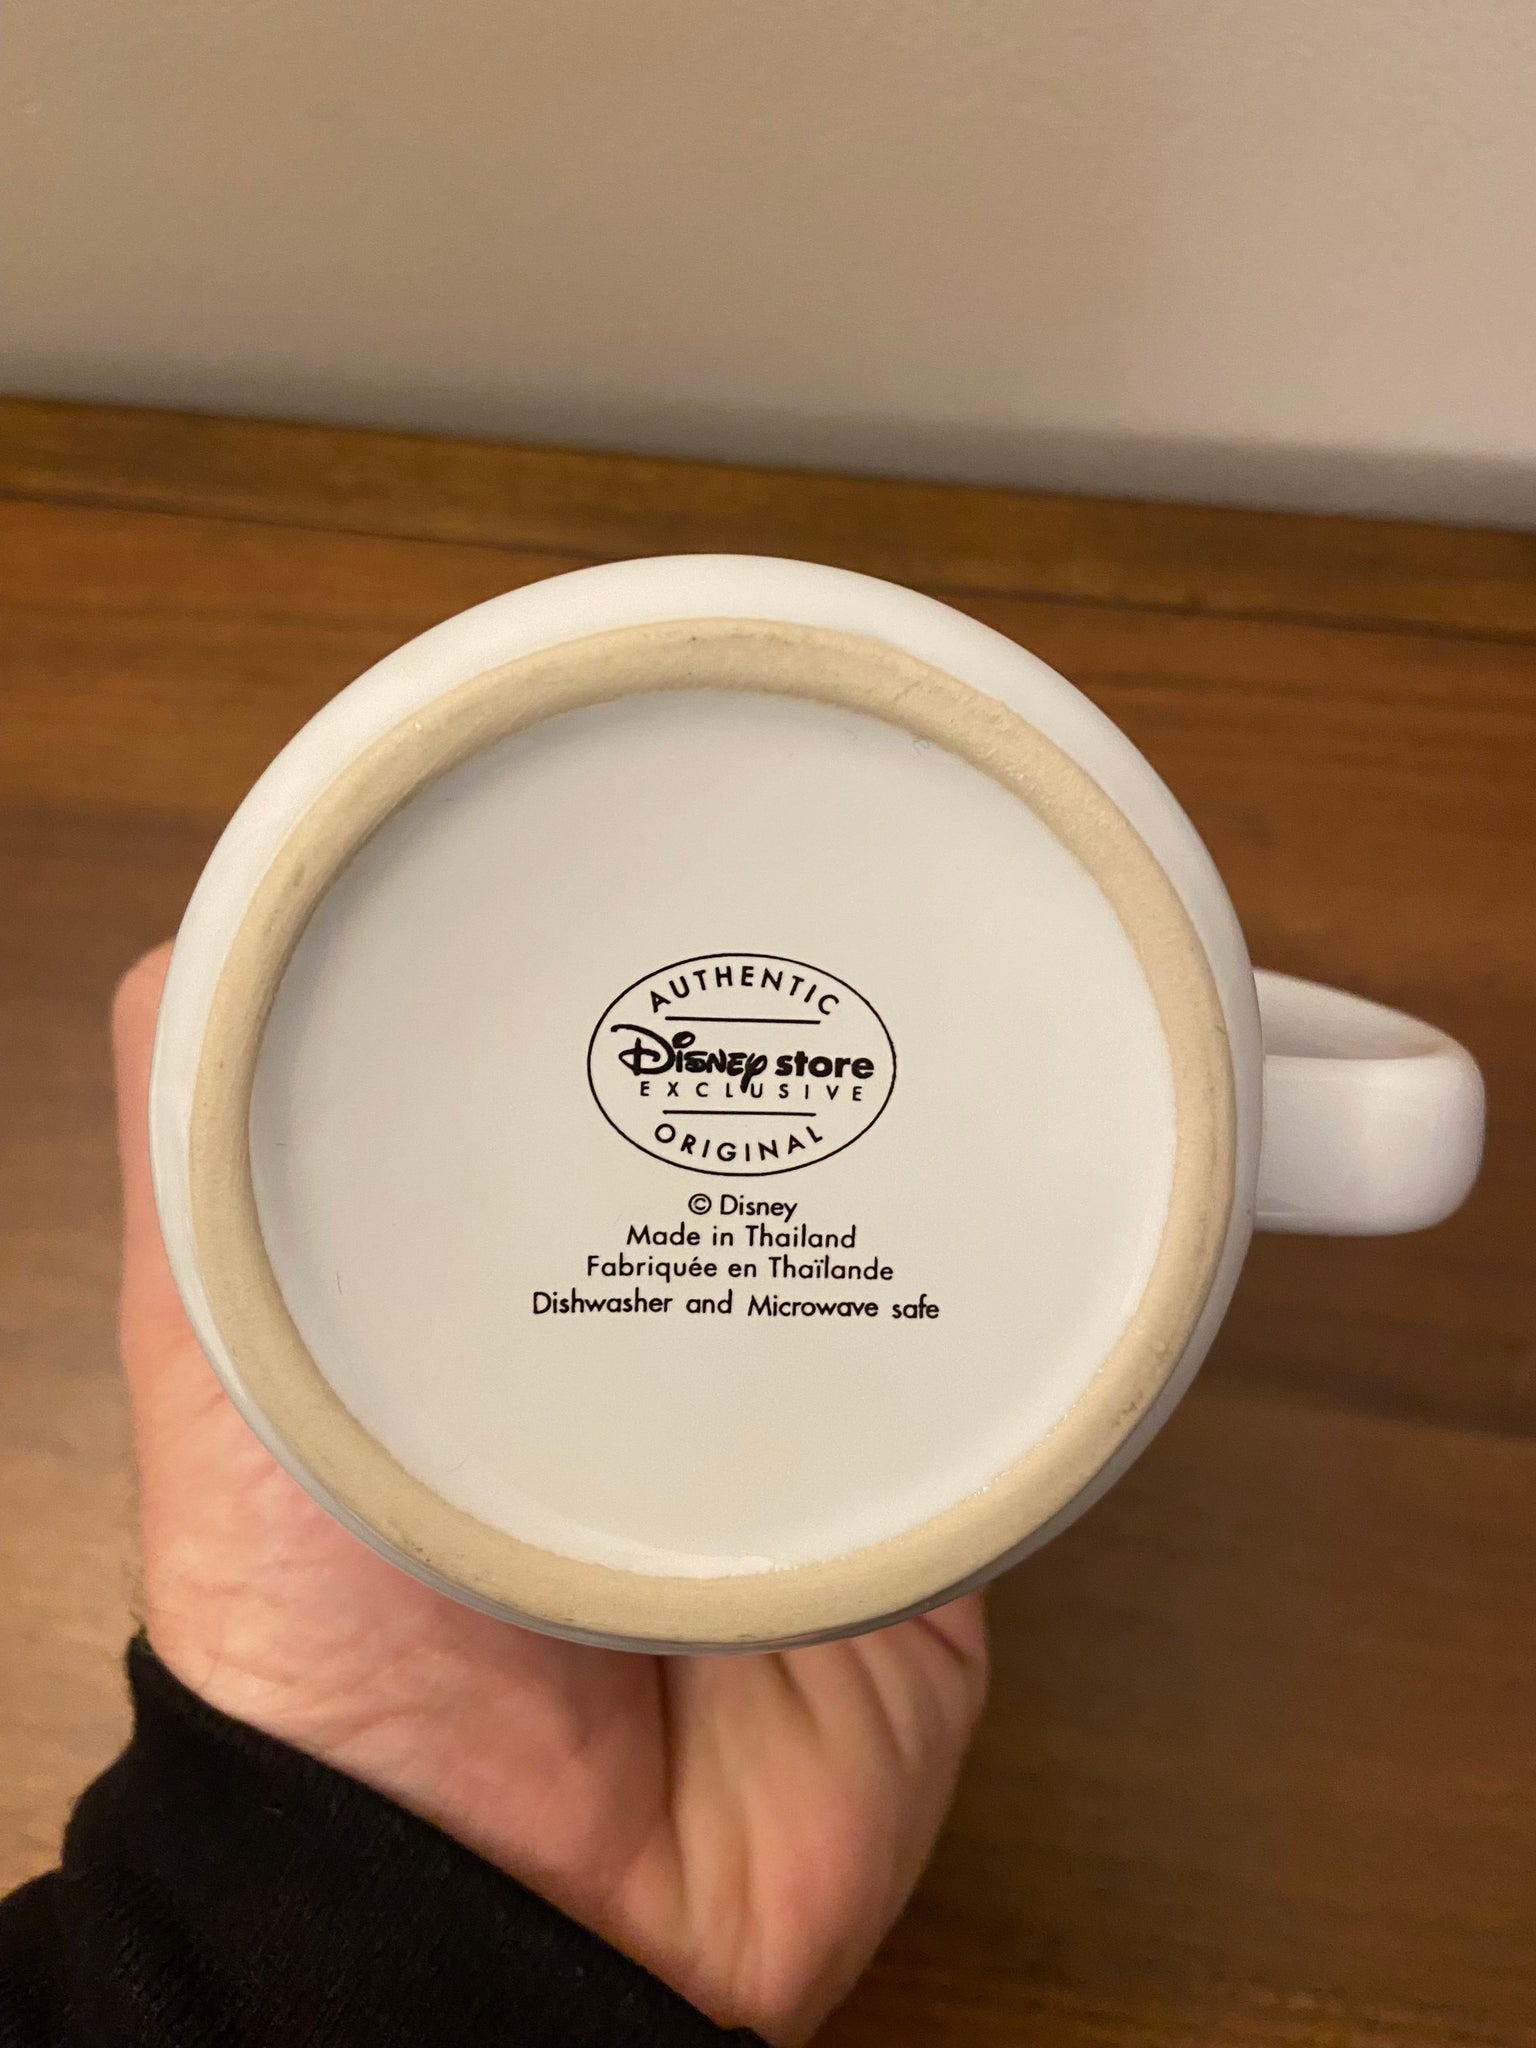 AUTHENTIC
Disney store
EXCLUSIVE
ORIGINAL
© Disney
Made in Thailand
Fabriquée en Thaïlande
Dishwasher and Microwave safe